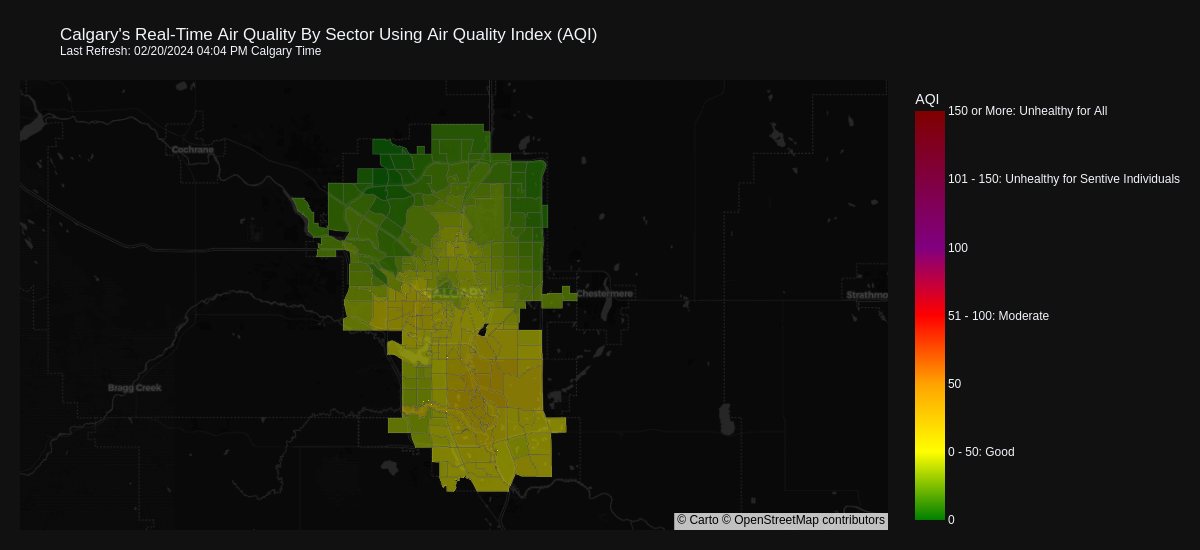 Calgary's Real-Time Air Quality By Sector Using Air Quality Index (AQI)
Last Refresh: 02/20/2024 04:04 PM Calgary Time
AQI
150 or More: Unhealthy for All
101 - 150: Unhealthy for Sentive Individuals
100
51 - 100: Moderate
50
0 - 50: Good
0
Cochrane
CALGARY
Chestermere
Strathmo
Bragg Creek
© Carto © OpenStreetMap contributors